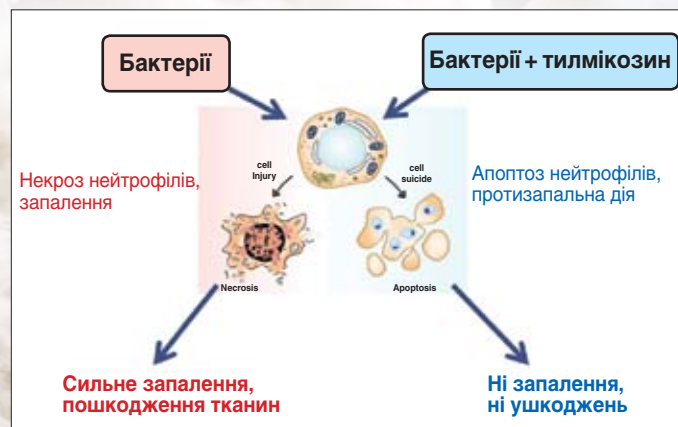 Бактерії
Бактерії + тилмікозин
Некроз нейтрофілів,
запалення
cell
Injury
cell
suicide
Апоптоз нейтрофілів,
протизапальна дія
Necrosis
Apoptosis
Сильне запалення,
пошкодження тканин
Ні запалення,
ні ушкоджень